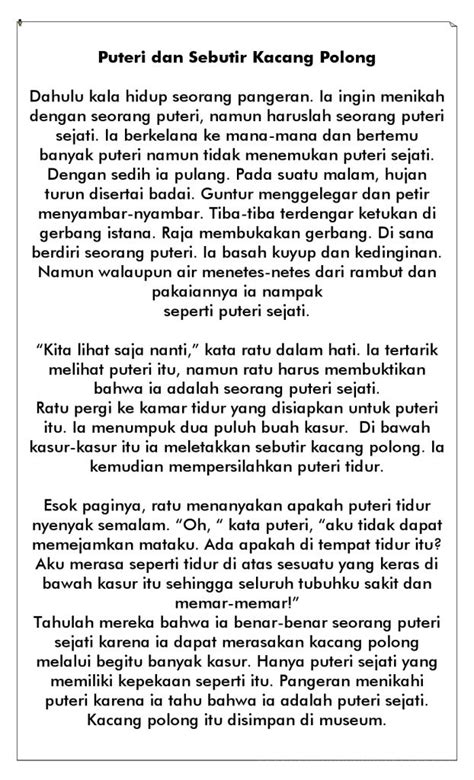 Puteri dan Sebutir Kacang Polong
Dahulu kala hidup seorang pangeran. Ia ingin menikah
dengan seorang puteri, namun haruslah seorang puteri
sejati. Ia berkelana ke mana-mana dan bertemu
banyak puteri namun tidak menemukan puteri sejati.
Dengan sedih ia pulang. Pada suatu malam, hujan
turun disertai badai. Guntur menggelegar dan petir
menyambar-nyambar. Tiba-tiba terdengar ketukan di
gerbang istana. Raja membukakan gerbang. Di sana
berdiri seorang puteri. Ia basah kuyup dan kedinginan.
Namun walaupun air menetes-netes dari rambut dan
pakaiannya ia nampak
seperti puteri sejati.
“Kita lihat saja nanti,” kata ratu dalam hati. Ia tertarik
melihat puteri itu, namun ratu harus membuktikan
bahwa ia adalah seorang puteri sejati.
Ratu pergi ke kamar tidur yang disiapkan untuk puteri
itu. Ia menumpuk dua puluh buah kasur. Di bawah
kasur-kasur itu ia meletakkan sebutir kacang polong. Ia
kemudian mempersilahkan puteri tidur.
Esok paginya, ratu menanyakan apakah puteri tidur
nyenyak semalam. “Oh, “ kata puteri, “aku tidak dapat
memejamkan mataku. Ada apakah di tempat tidur itu?
Aku merasa seperti tidur di atas sesuatu yang keras di
bawah kasur itu sehingga seluruh tubuhku sakit dan
memar-memar!”
Tahulah mereka bahwa ia benar-benar seorang puteri
sejati karena ia dapat merasakan kacang polong
melalui begitu banyak kasur. Hanya puteri sejati yang
memiliki kepekaan seperti itu. Pangeran menikahi
puteri karena ia tahu bahwa ia adalah puteri sejati.
Kacang polong itu disimpan di museum.